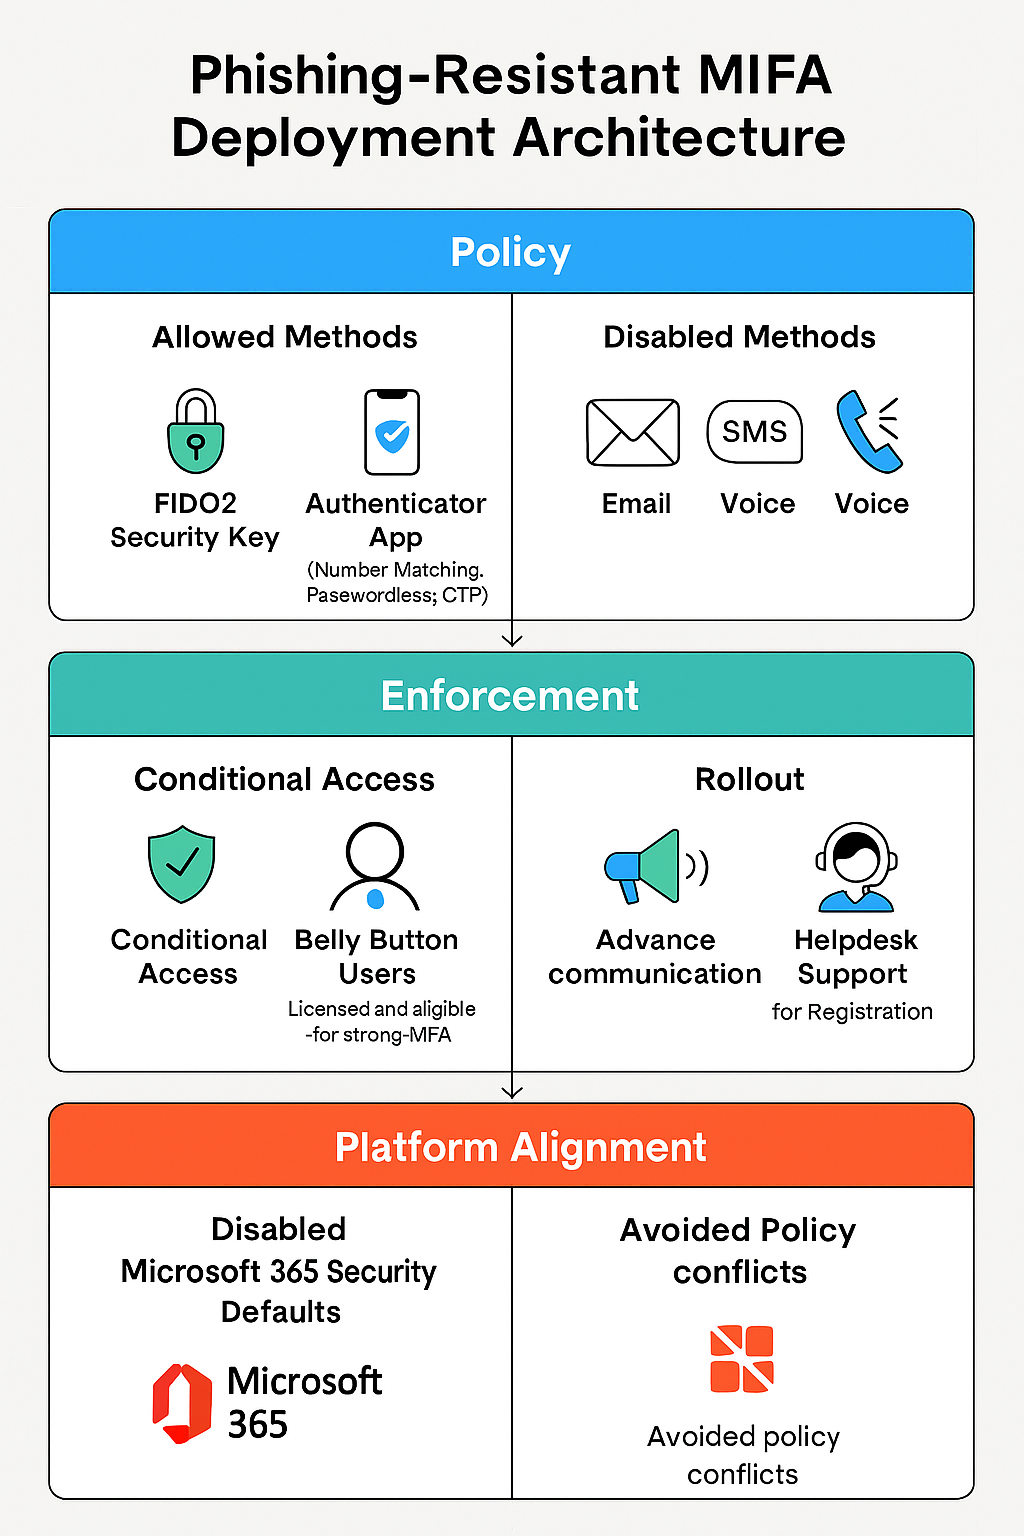 Phishing-Resistant MIFA
Deployment Architecture
Policy
Allowed Methods
FIDO2
Security Key
Authenticator
App
(Number Matching.
Pasewordless; CTP)
Disabled Methods
Email
SMS
Voice
Voice
Enforcement
Conditional Access
Conditional
Access
Belly Button
Users
Licensed and aligible
-for strong-MFA
Rollout
Advance
communication
Helpdesk
Support
for Registration
Platform Alignment
Disabled
Microsoft 365 Security
Defaults
Microsoft
365
Avoided Policy
conflicts
Avoided policy
conflicts